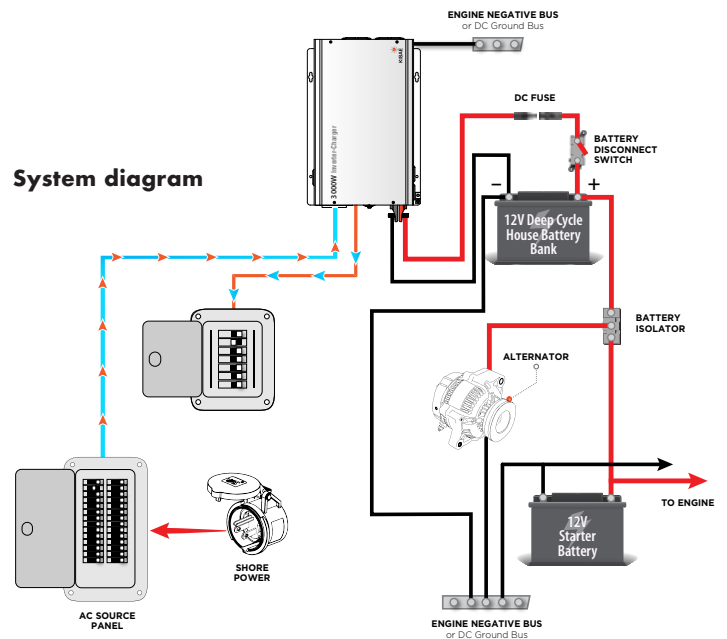 ENGINE NEGATIVE BUS
or DC Ground Bus
KISAE
3000W Inverter-Charger
DC FUSE
BATTERY
DISCONNECT
SWITCH
System diagram
–
+
12V Deep Cycle
House Battery
Bank
BATTERY
ISOLATOR
ALTERNATOR
TO ENGINE
12V
Starter
Battery
SHORE
POWER
AC SOURCE
PANEL
ENGINE NEGATIVE BUS
or DC Ground Bus